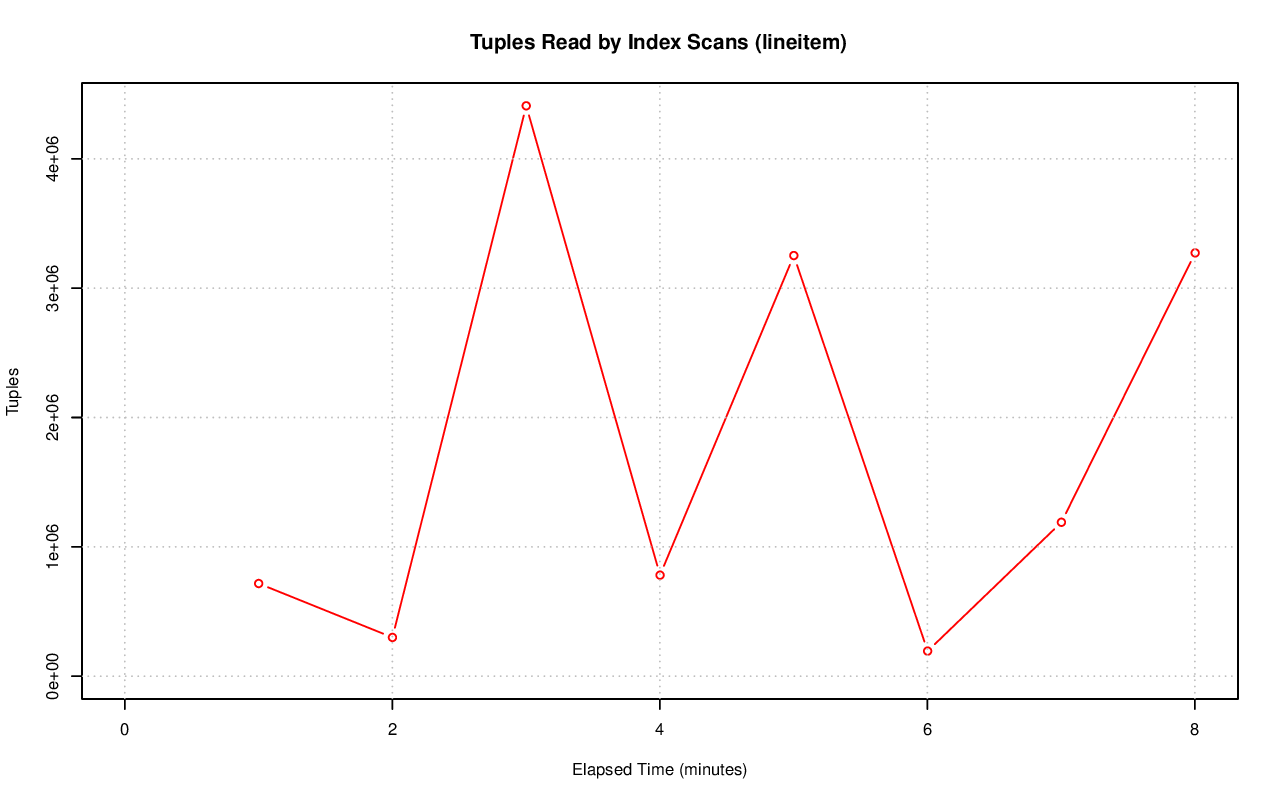 Tuples Read by Index Scans (lineitem)
Tuples
4e+06
3e+06
2e+06
1e+06
0e+00
0 2 4 6 8
Elapsed Time (minutes)